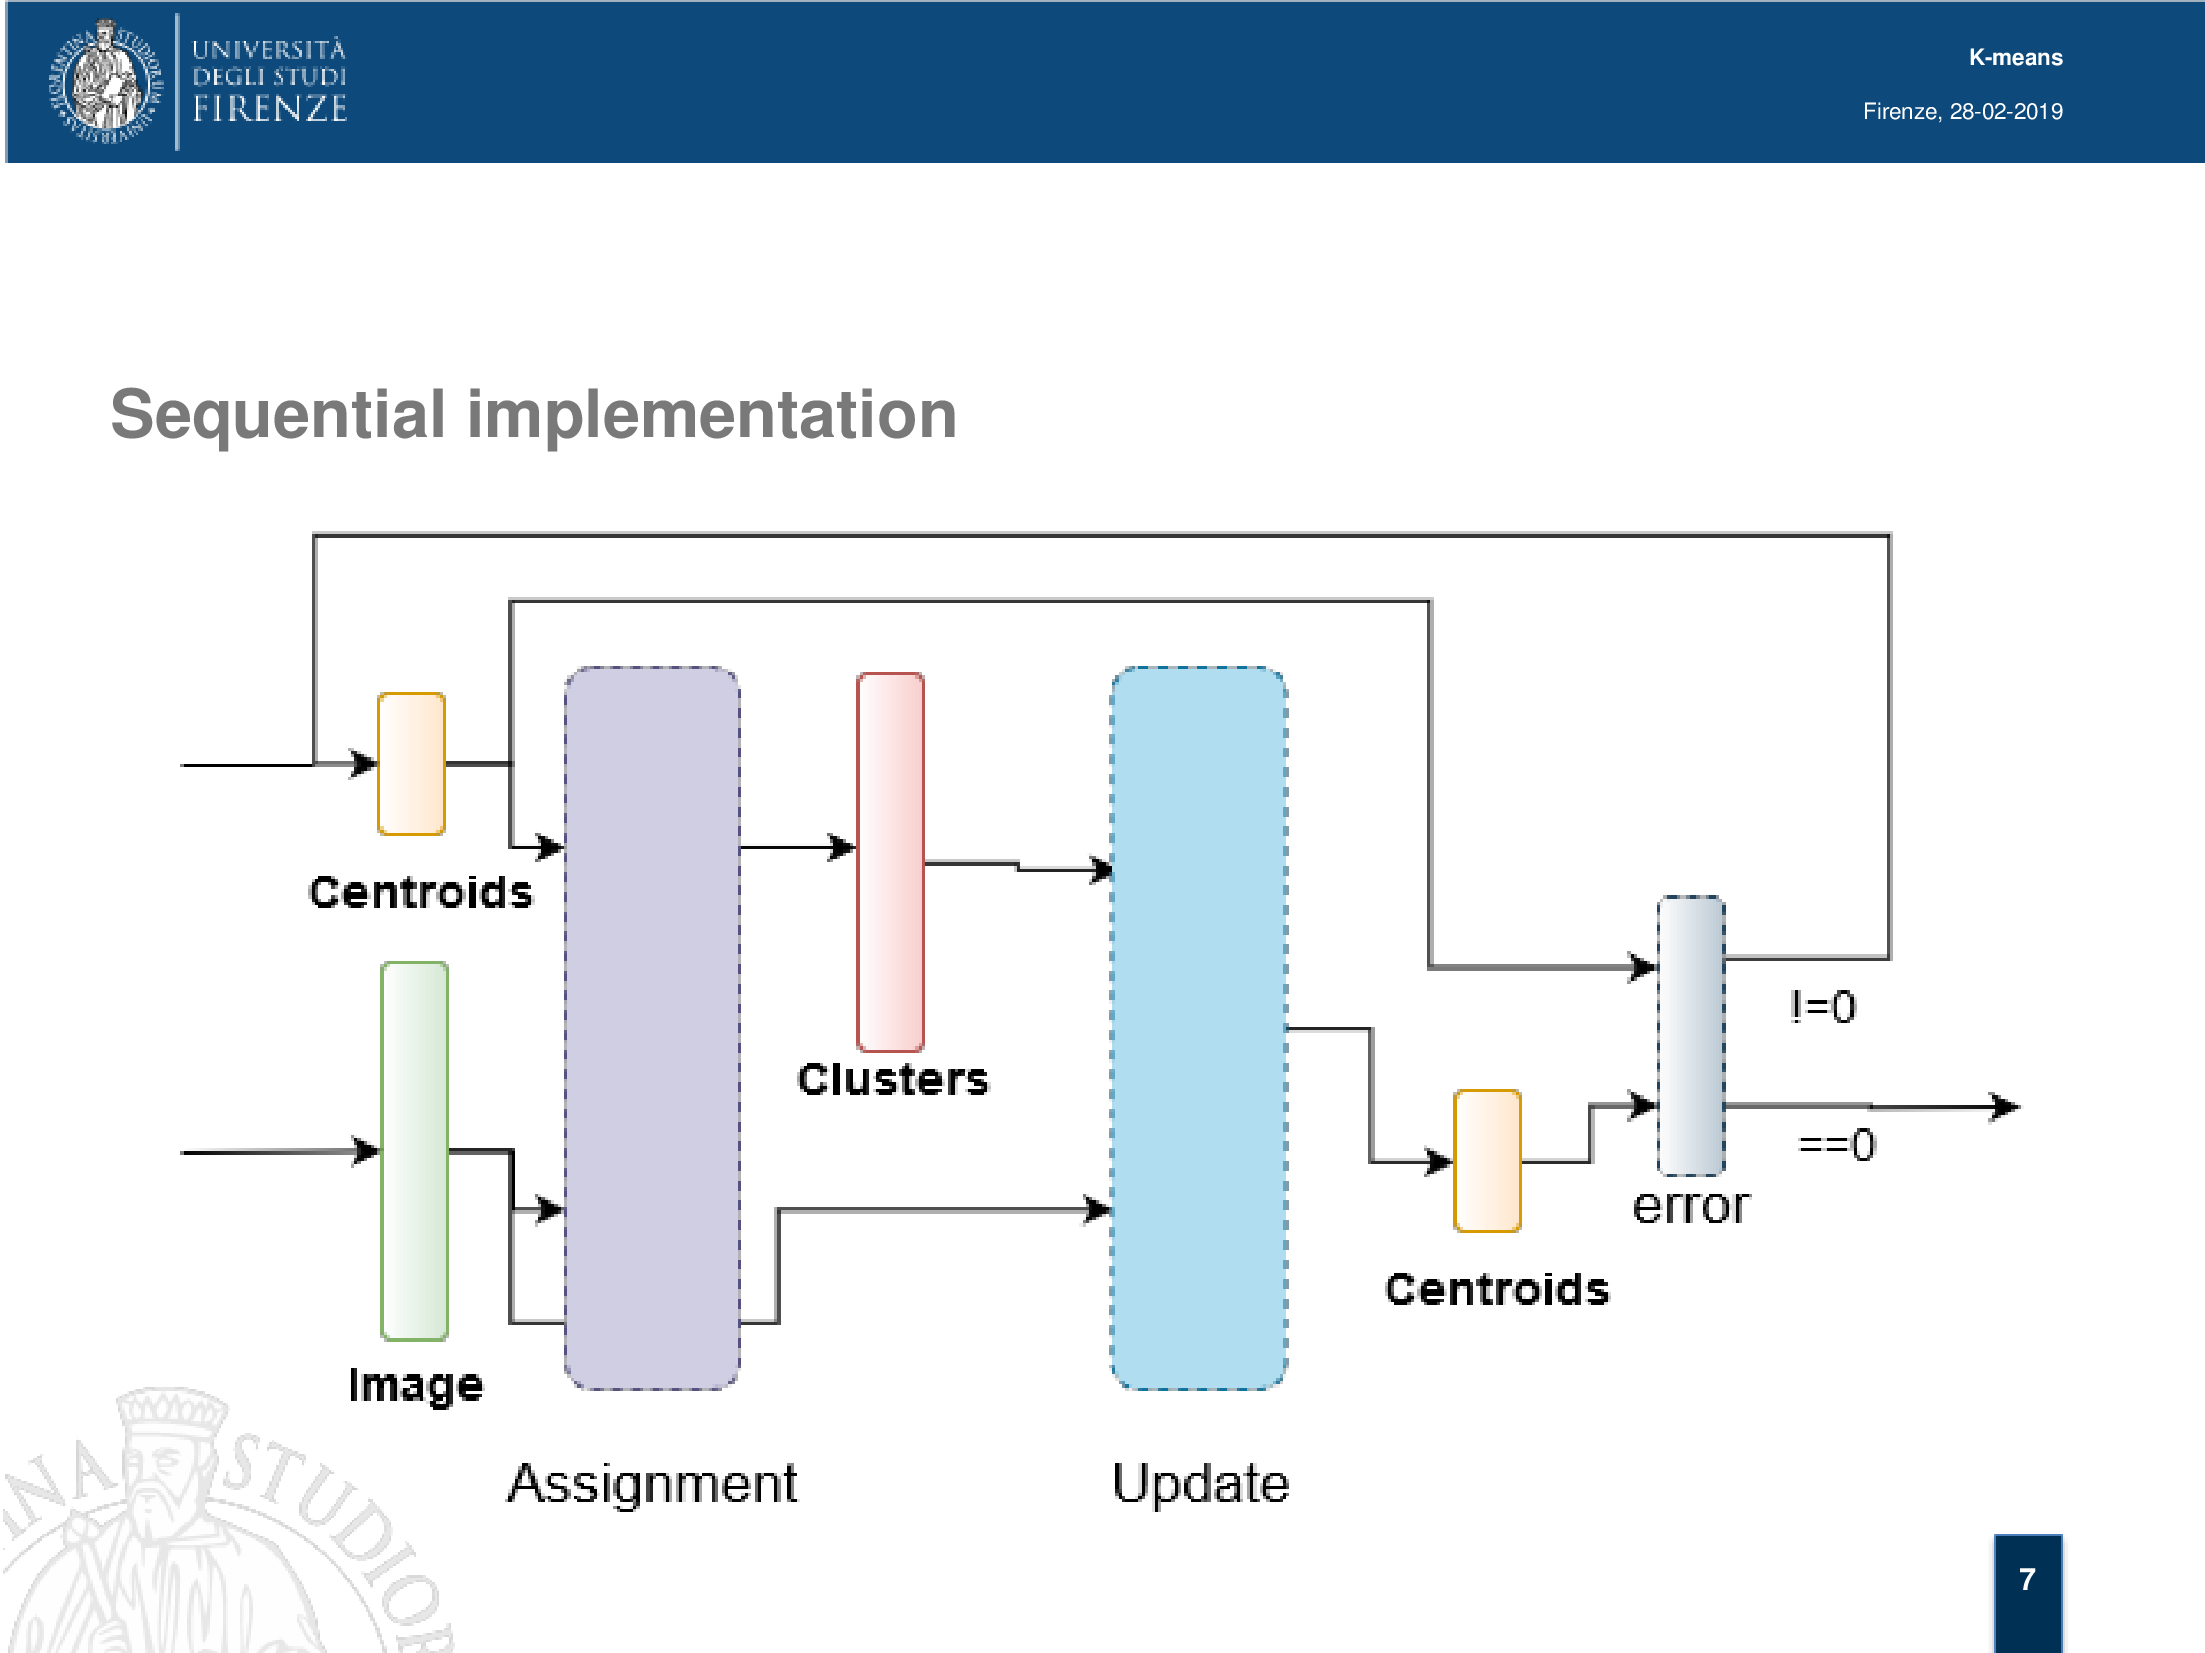 UNIVERSITÀ
DEGLI STUDI
FIRENZE
K-means
Firenze, 28-02-2019
Sequential implementation
Centroids
Clusters
!=0
==0
error
Centroids
Image
Assignment
Update
7